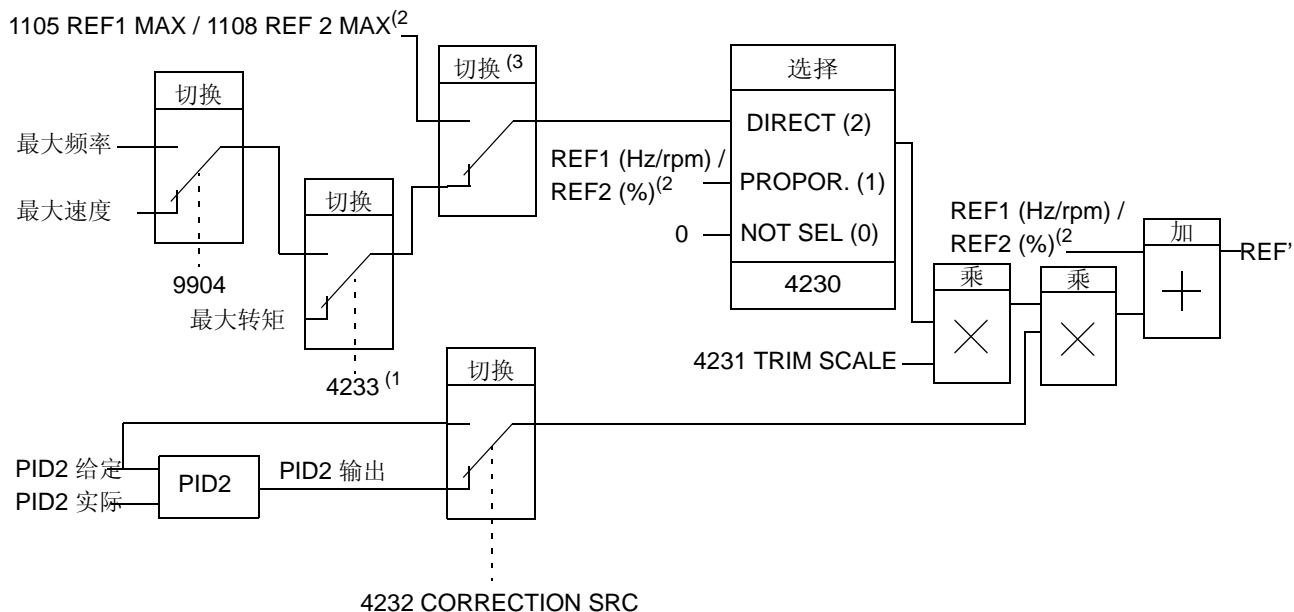 1105 REF1 MAX / 1108 REF 2 MAX(2
切换 (3
选择
切换
最大频率
最大速度
DIRECT (2)
REF1 (Hz/rpm) /
REF2 (%)(2
PROPOR. (1)
切换
0
NOT SEL (0)
REF1 (Hz/rpm) /
REF2 (%)(2
加
+
REF'
9904
4230
乘
×
乘
×
最大转矩
4231 TRIM SCALE
4233 (1
切换
PID2 给定
PID2 实际
PID2
PID2 输出
4232 CORRECTION SRC